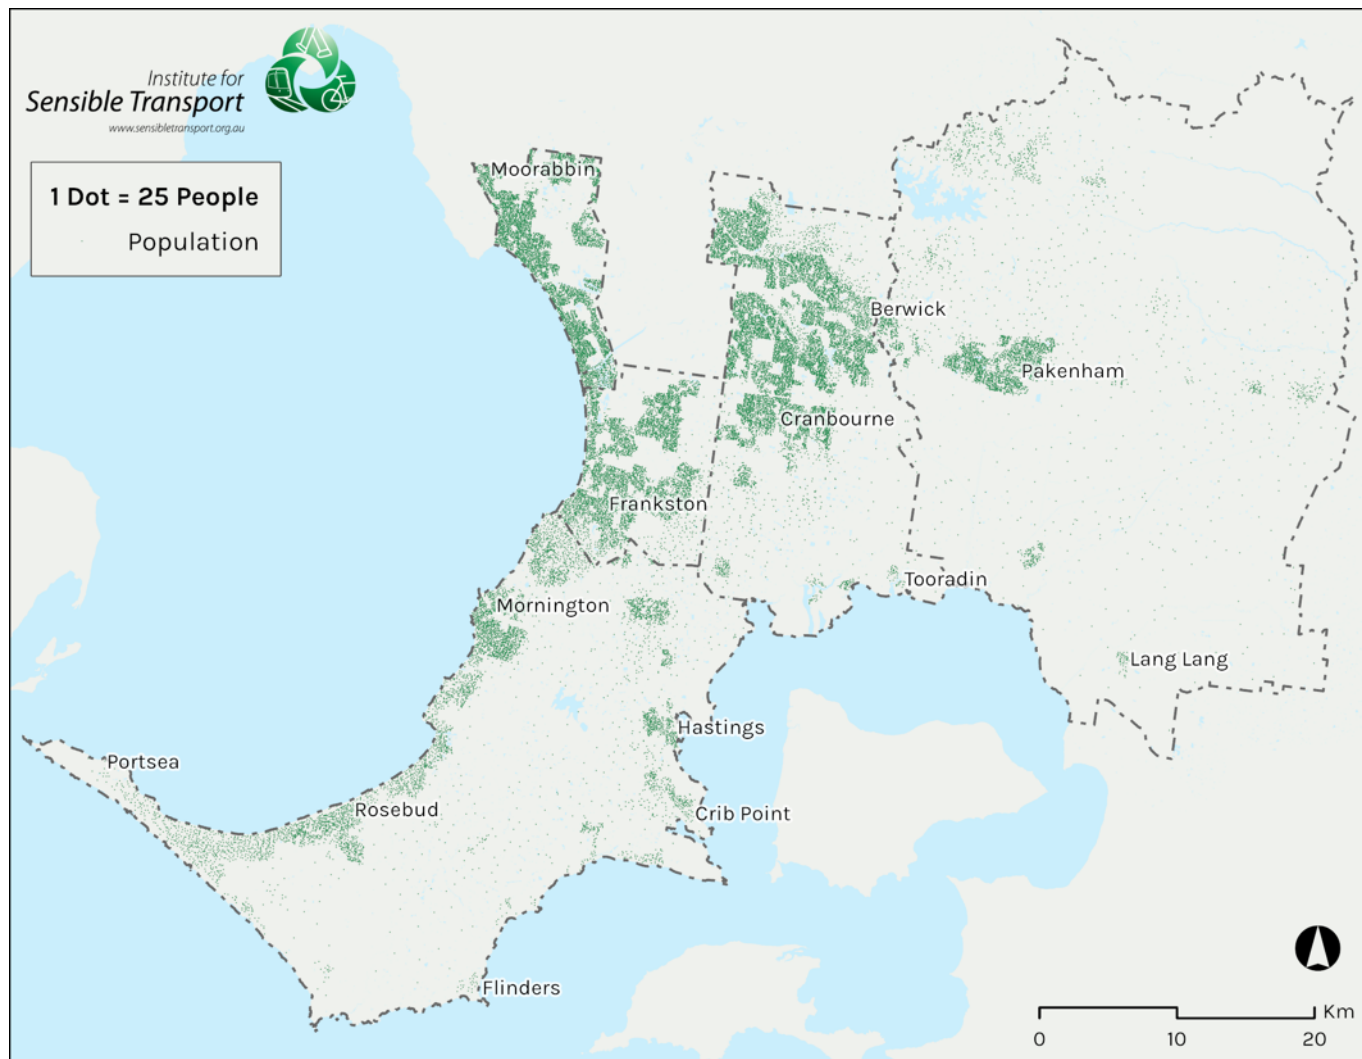 Institute for
Sensible Transport
www.sensibletransport.org.au
1 Dot = 25 People
Population
Moorabbin
Berwick
Pakenham
Cranbourne
Frankston
Tooradin
Mornington
Lang Lang
Hastings
Portsea
Rosebud
Crib Point
Flinders
Km
0 10 20